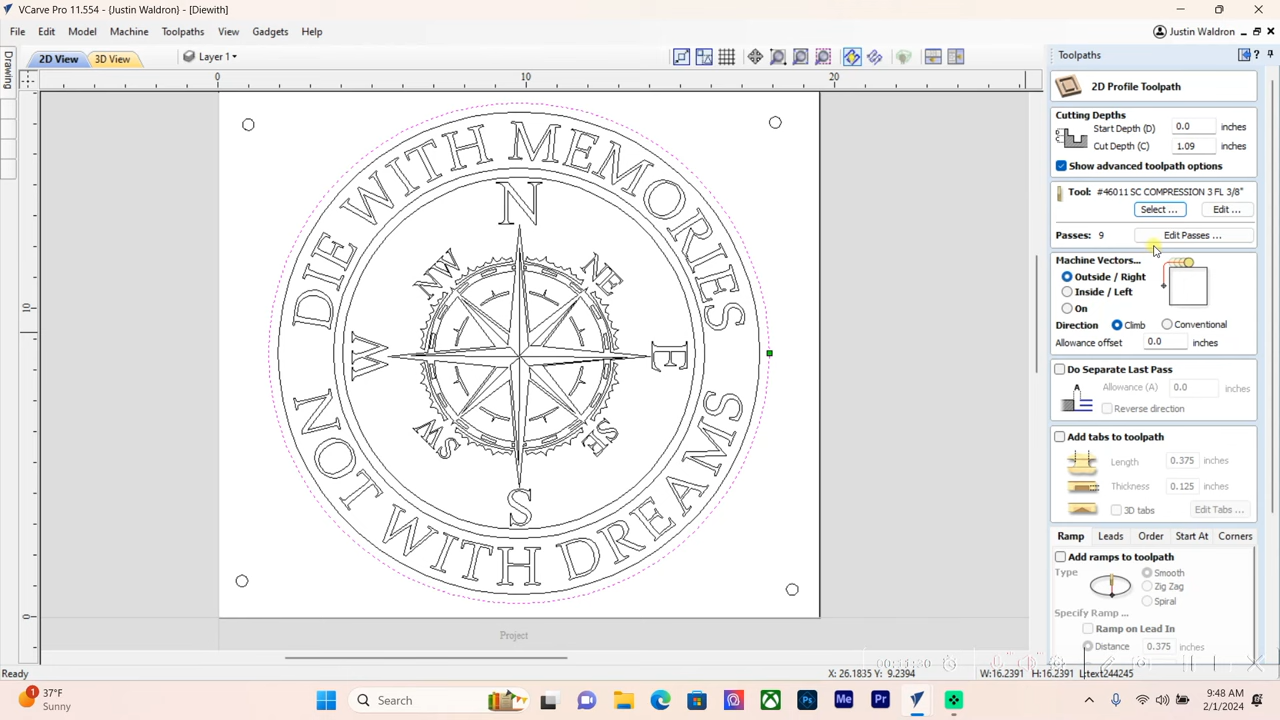 VCarve Pro 11.554 - {Justin Waldron} - [Diewith]
File Edit Model Machine Toolpaths View Gadgets Help
Justin Waldron
2D View 3D View Layer 1
Drawing
Toolpaths
0 10 20
2D Profile Toolpath
Cutting Depths
Start Depth (D) 0.0 inches
Cut Depth (C) 1.09 inches
Show advanced toolpath options
Tool: #46011 SC COMPRESSION 3 FL 3/8"
Select ... Edit ...
Passes: 9 Edit Passes ...
Machine Vectors...
Outside / Right
Inside / Left
On
Direction Climb Conventional
Allowance offset 0.0 inches
Do Separate Last Pass
Allowance (A) 0.0 inches
Reverse direction
Add tabs to toolpath
Length 0.375 inches
Thickness 0.125 inches
3D tabs Edit Tabs ...
Ramp Leads Order Start At Corners
Add ramps to toolpath
Type Smooth
Zig Zag
Spiral
Specify Ramp ...
Ramp on Lead In
Distance 0.375 inches
DIE WITH MEMORIES
N
NW NE
W E
SW SE
S
NOT WITH DREAMS
10
0
Project
Ready
X: 26.1835 Y: 9.2394
W:16.2391 H:16.2391 L:text244245
37°F
Sunny
Search
9:48 AM
2/1/2024